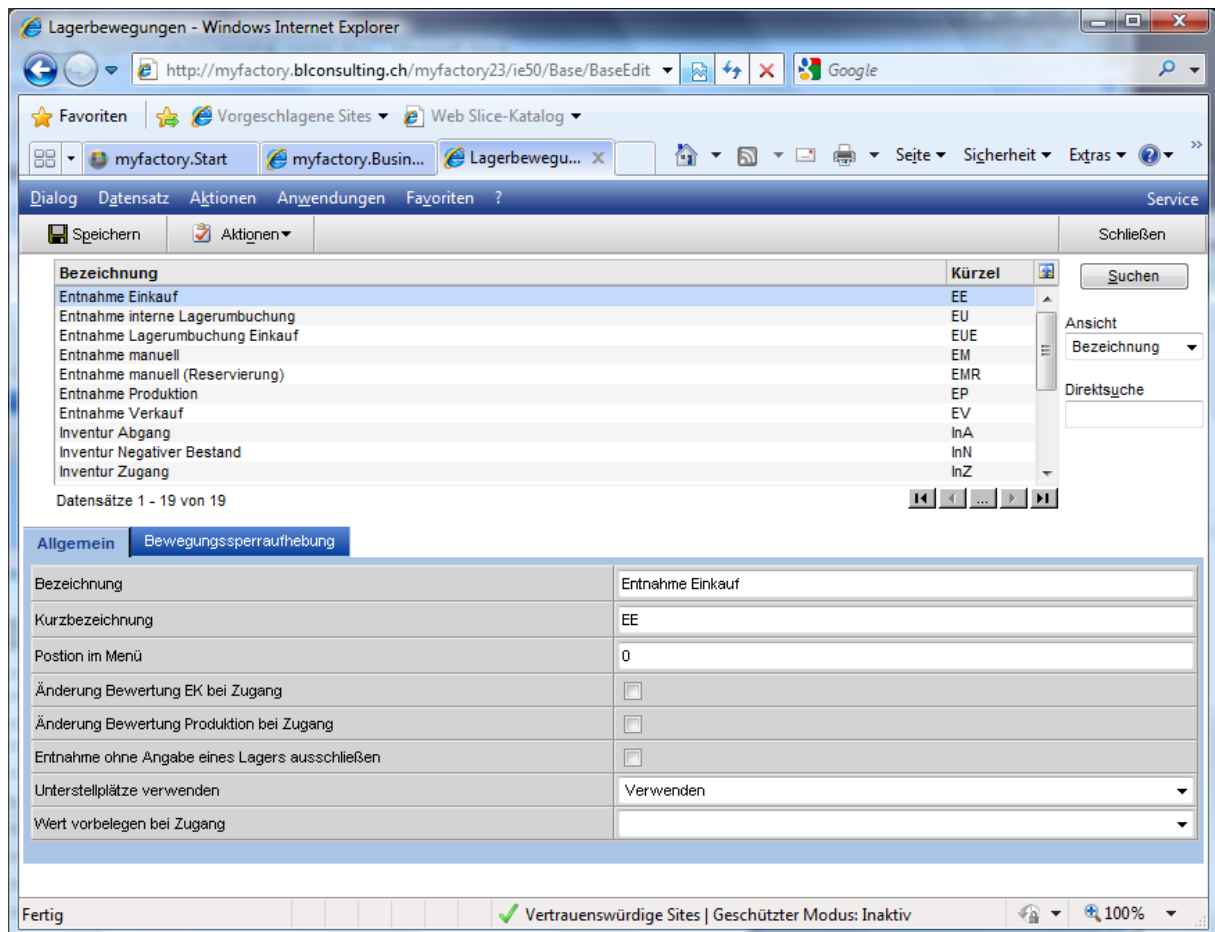 Lagerbewegungen - Windows Internet Explorer
http://myfactory.blconsulting.ch/myfactory23/ie50/Base/BaseEdit Google
Favoriten Vorgeschlagene Sites Web Slice-Katalog
myfactory.Start myfactory.Busin... Lagerbewegu... Seite Sicherheit Extras »
Dialog Datensatz Aktionen Anwendungen Favoriten ? Service
Speichern Aktionen Schließen
Bezeichnung Kürzel Suchen
Entnahme Einkauf EE
Entnahme interne Lagerumbuchung EU
Entnahme Lagerumbuchung Einkauf EUE
Entnahme manuell EM
Entnahme manuell (Reservierung) EMR
Entnahme Produktion EP
Entnahme Verkauf EV
Inventur Abgang InA
Inventur Negativer Bestand InN
Inventur Zugang InZ
Ansicht
Bezeichnung
Direktsuche
Datensätze 1 - 19 von 19 ...
Allgemein Bewegungssperraufhebung
Bezeichnung Entnahme Einkauf
Kurzbezeichnung EE
Postion im Menü 0
Änderung Bewertung EK bei Zugang
Änderung Bewertung Produktion bei Zugang
Entnahme ohne Angabe eines Lagers ausschließen
Unterstellplätze verwenden Verwenden
Wert vorbelegen bei Zugang
Fertig Vertrauenswürdige Sites | Geschützter Modus: Inaktiv 100%